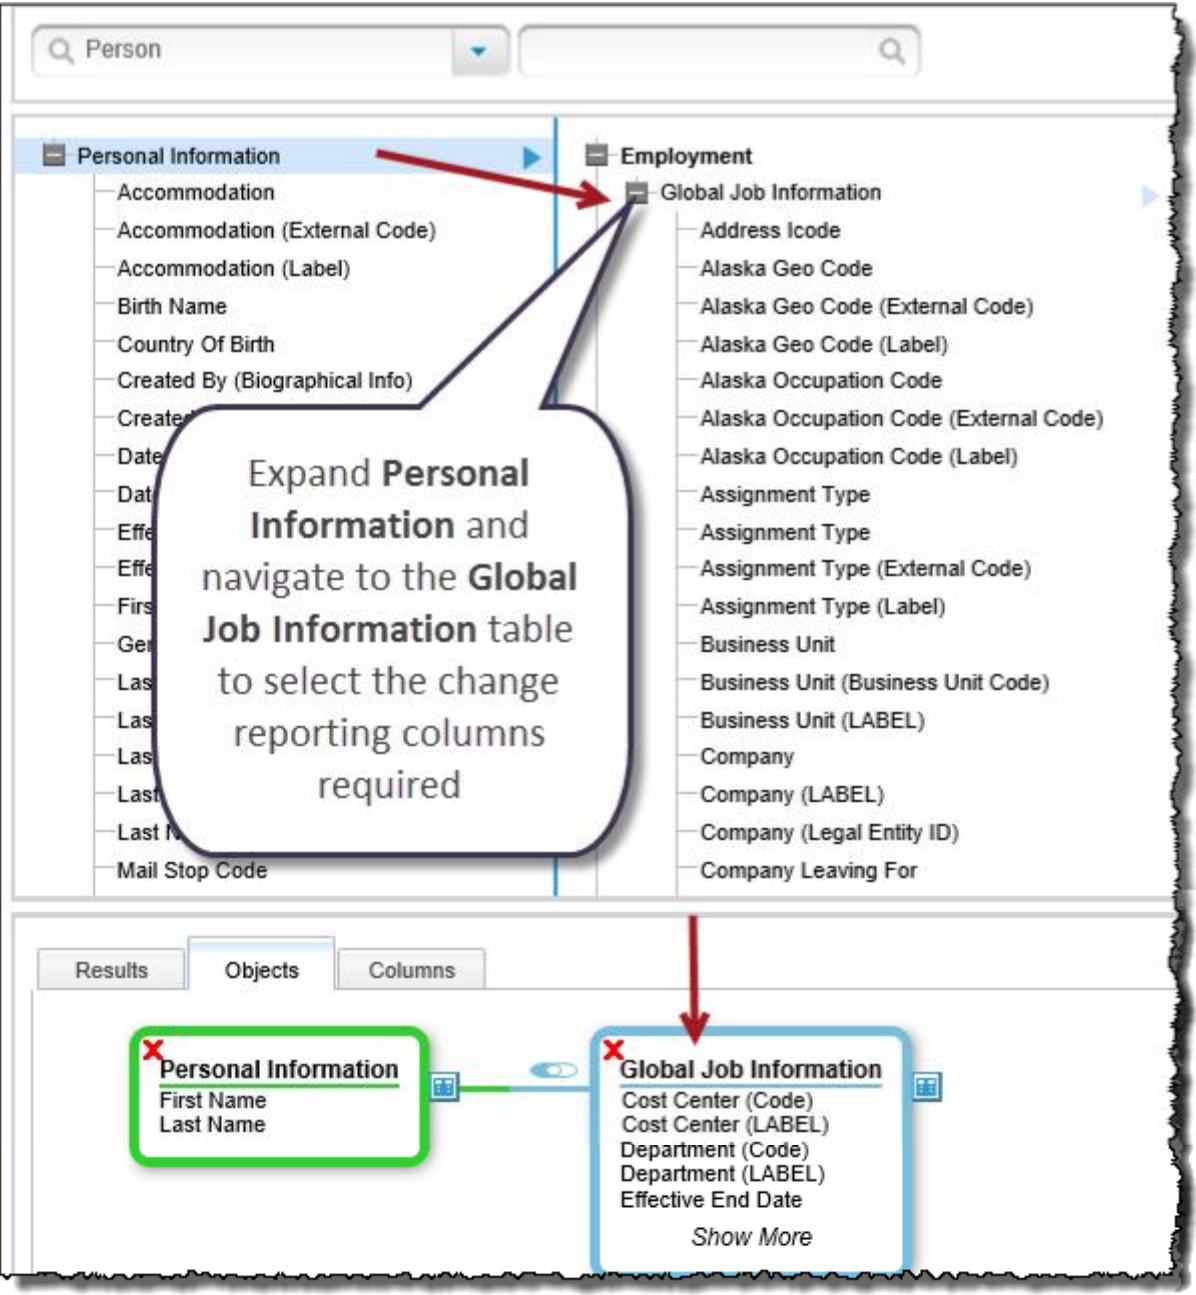 Person
Personal Information
Accommodation
Accommodation (External Code)
Accommodation (Label)
Birth Name
Country Of Birth
Created By (Biographical Info)
Mail Stop Code
Employment
Global Job Information
Address Icode
Alaska Geo Code
Alaska Geo Code (External Code)
Alaska Geo Code (Label)
Alaska Occupation Code
Alaska Occupation Code (External Code)
Alaska Occupation Code (Label)
Assignment Type
Assignment Type
Assignment Type (External Code)
Assignment Type (Label)
Business Unit
Business Unit (Business Unit Code)
Business Unit (LABEL)
Company
Company (LABEL)
Company (Legal Entity ID)
Company Leaving For
Expand Personal
Information and
navigate to the Global
Job Information table
to select the change
reporting columns
required
Results Objects Columns
Personal Information
First Name
Last Name
Global Job Information
Cost Center (Code)
Cost Center (LABEL)
Department (Code)
Department (LABEL)
Effective End Date
Show More